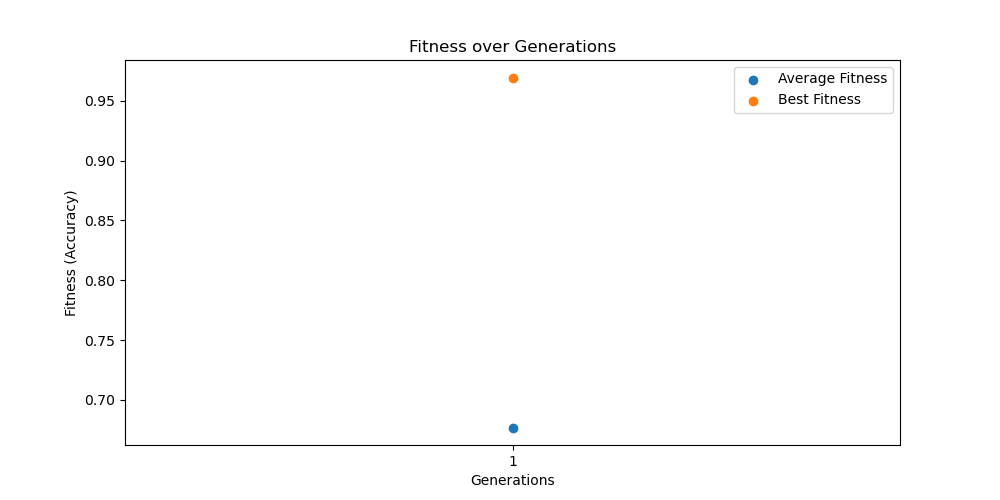 Fitness over Generations
Average Fitness
Best Fitness
Fitness (Accuracy)
0.95
0.90
0.85
0.80
0.75
0.70
1
Generations